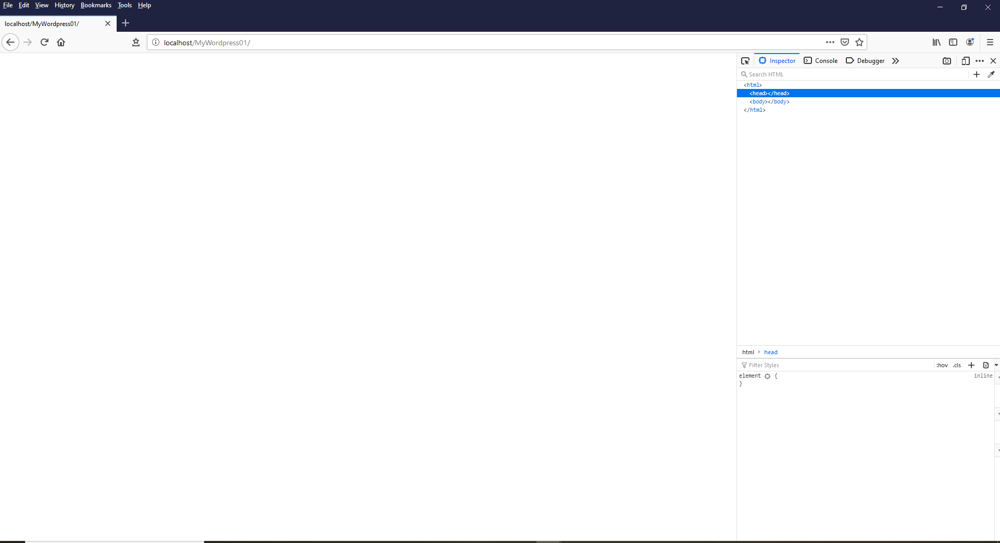 File Edit View History Bookmarks Tools Help
localhost/MyWordpress01/
localhost/MyWordpress01/
Inspector Console Debugger
Search HTML
<html>
<head></head>
<body></body>
</html>
html > head
Filter Styles :hov .cls
element { inline
}